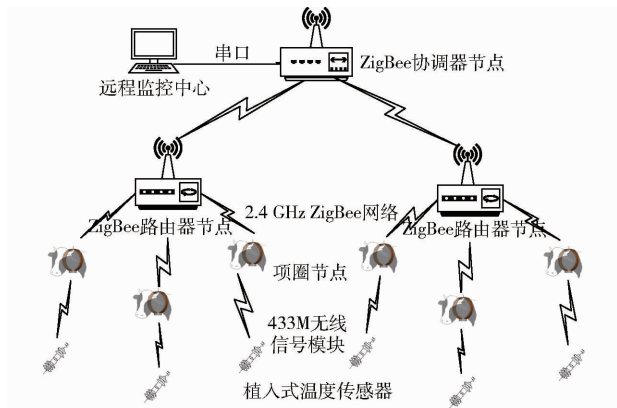 串口
ZigBee协调器节点
远程监控中心
2.4 GHz ZigBee网络
ZigBee路由器节点
ZigBee路由器节点
项圈节点
433M无线
信号模块
植入式温度传感器